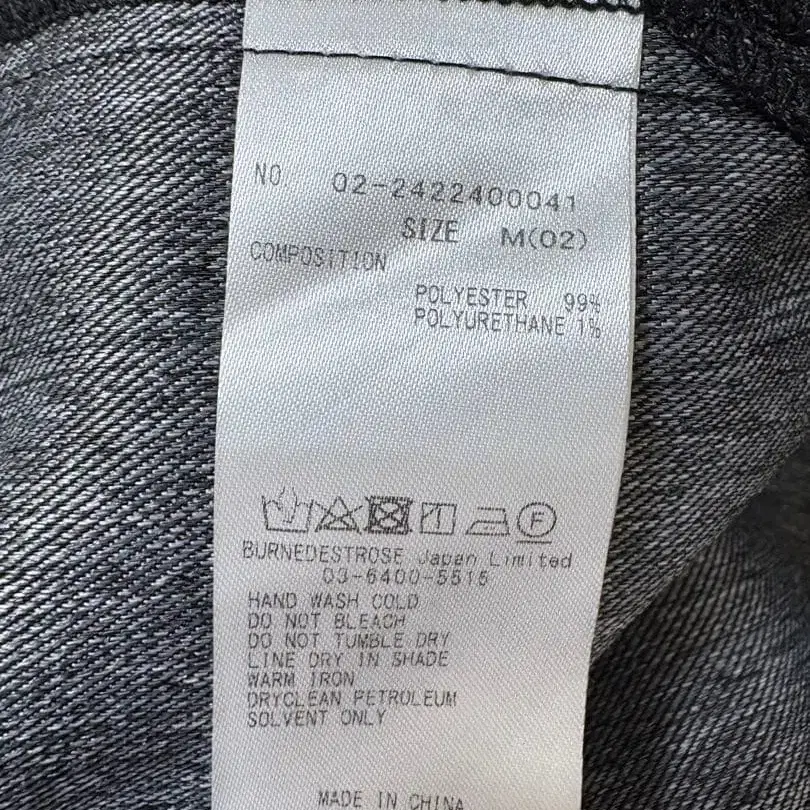 NO. 02-2422400041
SIZE M(02)
COMPOSITION
POLYESTER 99%
POLYURETHANE 1%
F
BURNEDESTROSE Japan Limited
03-6400-5515
HAND WASH COLD
DO NOT BLEACH
DO NOT TUMBLE DRY
LINE DRY IN SHADE
WARM IRON
DRYCLEAN PETROLEUM
SOLVENT ONLY
MADE IN CHINA